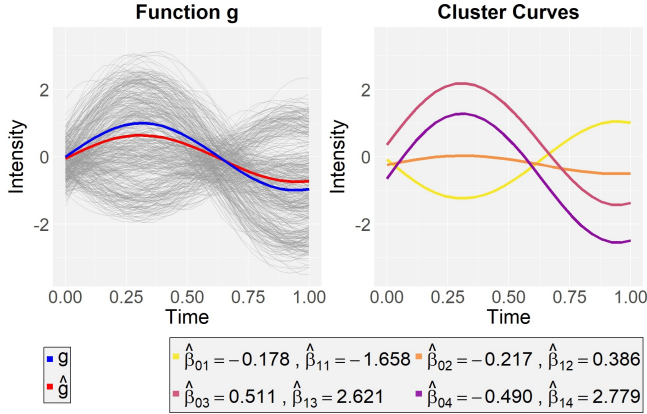 Function g
Cluster Curves
Intensity
2
0
-2
0.00 0.25 0.50 0.75 1.00
Time
Intensity
2
0
-2
0.00 0.25 0.50 0.75 1.00
Time
g
ĝ
β̂₀₁ = −0.178 , β̂₁₁ = −1.658 β̂₀₂ = −0.217 , β̂₁₂ = 0.386
β̂₀₃ = 0.511 , β̂₁₃ = 2.621 β̂₀₄ = −0.490 , β̂₁₄ = 2.779